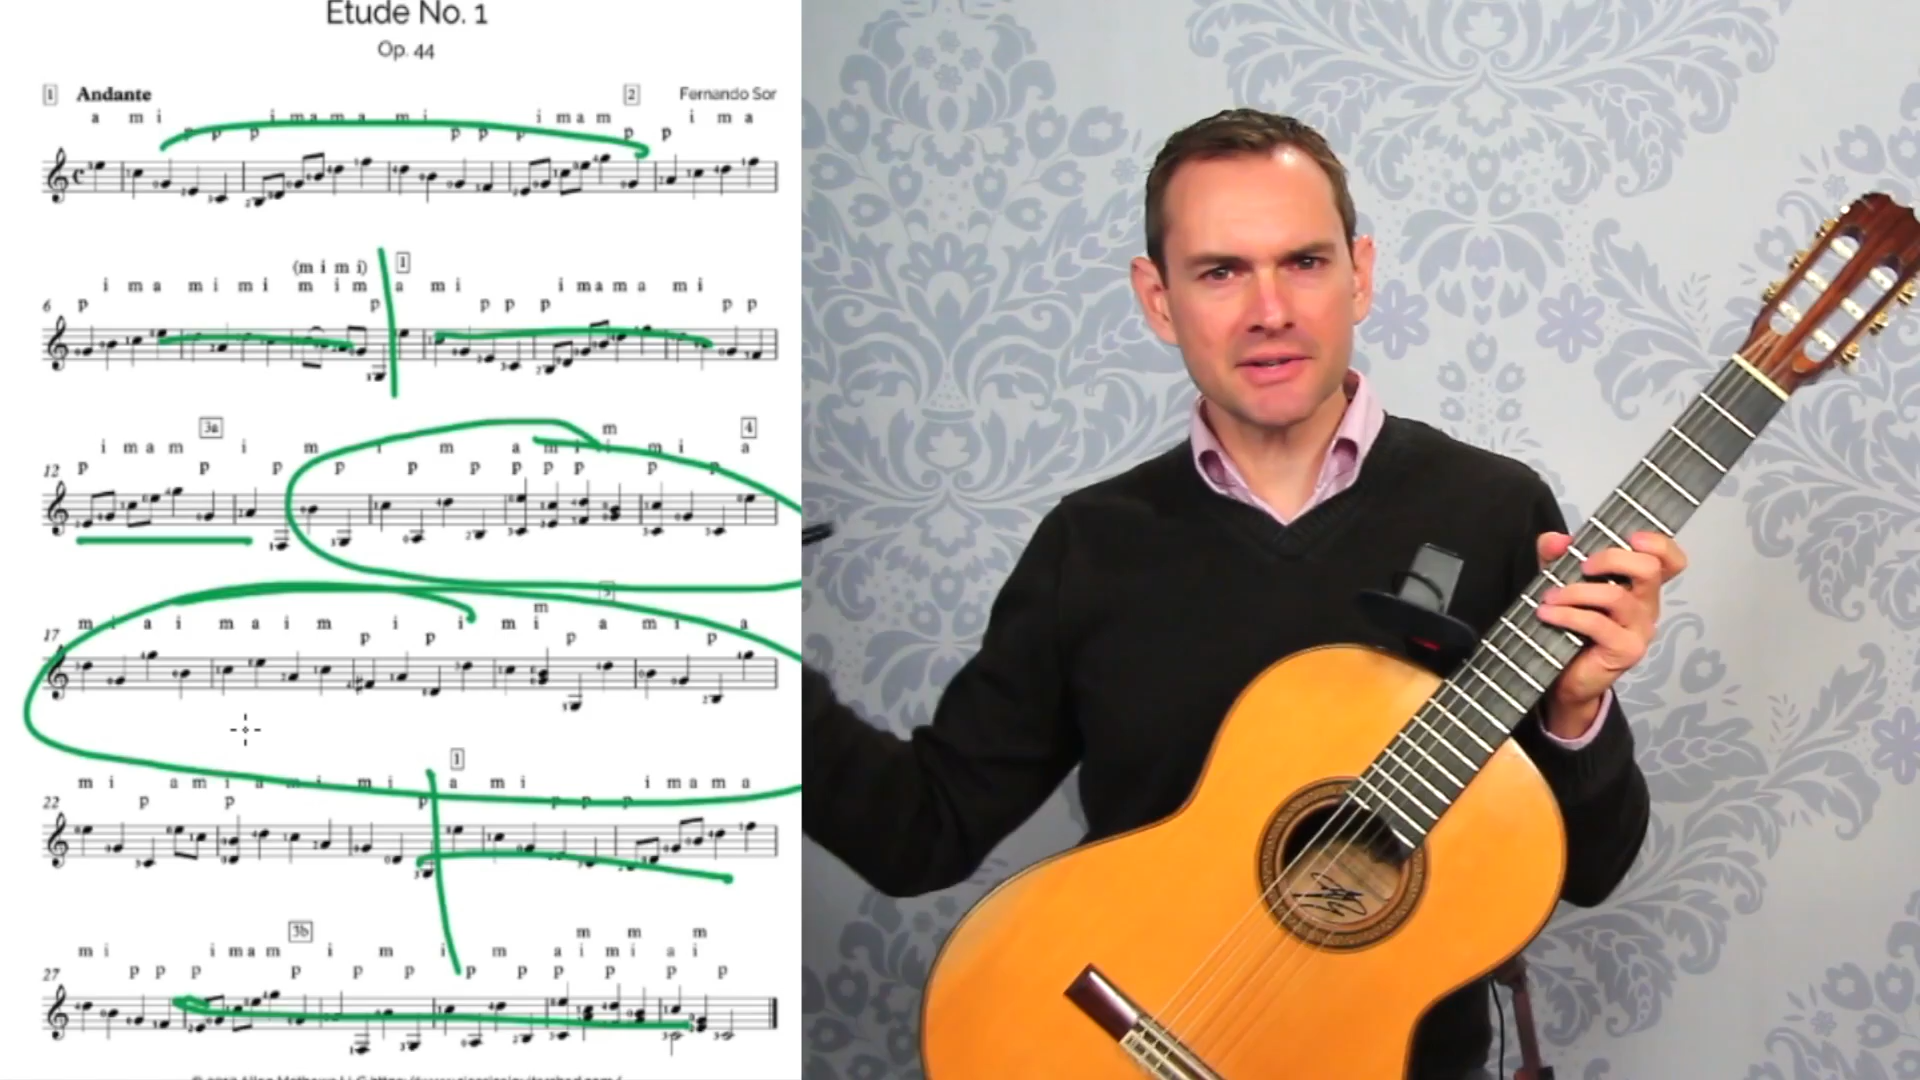 Etude No. 1
Op. 44
1 Andante 2 Fernando Sor
a m i i m a m a m i i m a m i m a
p p p p p p p p
(m i m i) 1
i m a m i m i m i m a m i i m a m a m i
6 p p p p p p p
3a m 4
i m a m i m i m a m i i m i a
12 p p p p p p p p p p p
5
m
m i a i m a i m i i m i a m i a
17 p p p p
1
m i a m i a m i m i a m i i m a m a
22 p p p p p p
3b m m m
m i i m a m i m i m a i m i a i
27 p p p p p p p p p p p p